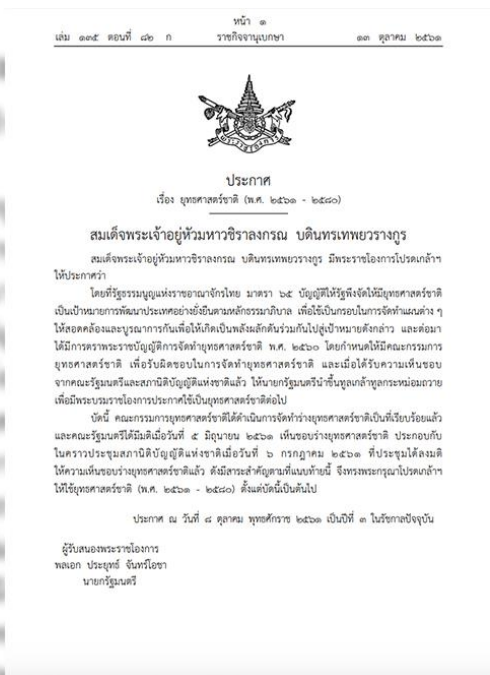 หน้า ๑
เล่ม ๑๓๕ ตอนที่ ๘๒ ก ราชกิจจานุเบกษา ๑๓ ตุลาคม ๒๕๖๑
ประกาศ
เรื่อง ยุทธศาสตร์ชาติ (พ.ศ. ๒๕๖๑ - ๒๕๘๐)
สมเด็จพระเจ้าอยู่หัวมหาวชิราลงกรณ บดินทรเทพยวรางกูร
สมเด็จพระเจ้าอยู่หัวมหาวชิราลงกรณ บดินทรเทพยวรางกูร มีพระราชโองการโปรดเกล้าฯ
ให้ประกาศว่า
โดยที่รัฐธรรมนูญแห่งราชอาณาจักรไทย มาตรา ๖๕ บัญญัติให้รัฐพึงจัดให้มียุทธศาสตร์ชาติ
เป็นเป้าหมายการพัฒนาประเทศอย่างยั่งยืนตามหลักธรรมาภิบาล เพื่อใช้เป็นกรอบในการจัดทำแผนต่าง ๆ
ให้สอดคล้องและบูรณาการกันเพื่อให้เกิดเป็นพลังผลักดันร่วมกันไปสู่เป้าหมายดังกล่าว และต่อมา
ได้มีการตราพระราชบัญญัติการจัดทำยุทธศาสตร์ชาติ พ.ศ. ๒๕๖๐ โดยกำหนดให้มีคณะกรรมการ
ยุทธศาสตร์ชาติ เพื่อรับผิดชอบในการจัดทำยุทธศาสตร์ชาติ และเมื่อได้รับความเห็นชอบ
จากคณะรัฐมนตรีและสภานิติบัญญัติแห่งชาติแล้ว ให้นายกรัฐมนตรีนำขึ้นทูลเกล้าทูลกระหม่อมถวาย
เพื่อมีพระบรมราชโองการประกาศใช้เป็นยุทธศาสตร์ชาติต่อไป
บัดนี้ คณะกรรมการยุทธศาสตร์ชาติได้ดำเนินการจัดทำร่างยุทธศาสตร์ชาติเป็นที่เรียบร้อยแล้ว
และคณะรัฐมนตรีได้มีมติเมื่อวันที่ ๕ มิถุนายน ๒๕๖๑ เห็นชอบร่างยุทธศาสตร์ชาติ ประกอบกับ
ในคราวประชุมสภานิติบัญญัติแห่งชาติเมื่อวันที่ ๖ กรกฎาคม ๒๕๖๑ ที่ประชุมได้ลงมติ
ให้ความเห็นชอบร่างยุทธศาสตร์ชาติแล้ว ดังมีสาระสำคัญตามที่แนบท้ายนี้ จึงทรงพระกรุณาโปรดเกล้าฯ
ให้ใช้ยุทธศาสตร์ชาติ (พ.ศ. ๒๕๖๑ - ๒๕๘๐) ตั้งแต่บัดนี้เป็นต้นไป
ประกาศ ณ วันที่ ๘ ตุลาคม พุทธศักราช ๒๕๖๑ เป็นปีที่ ๓ ในรัชกาลปัจจุบัน
ผู้รับสนองพระราชโองการ
พลเอก ประยุทธ์ จันทร์โอชา
นายกรัฐมนตรี